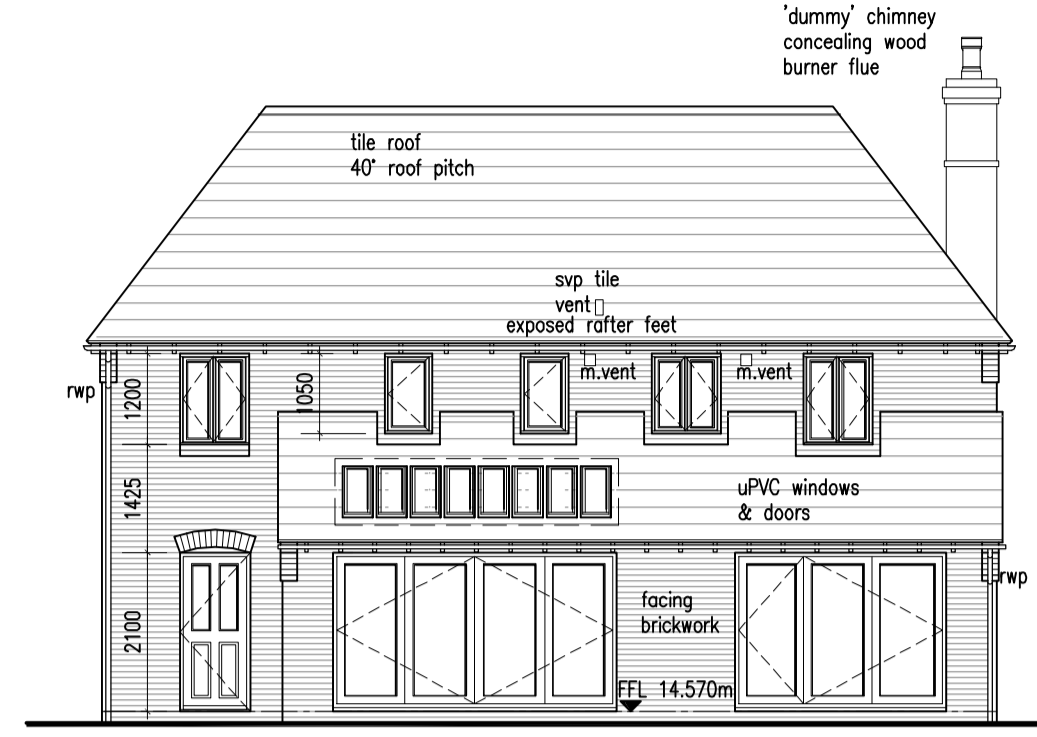 'dummy' chimney
concealing wood
burner flue
tile roof
40° roof pitch
svp tile
vent
exposed rafter feet
m.vent
m.vent
rwp
1200
1050
1425
uPVC windows
& doors
rwp
facing
brickwork
2100
FFL 14.570m